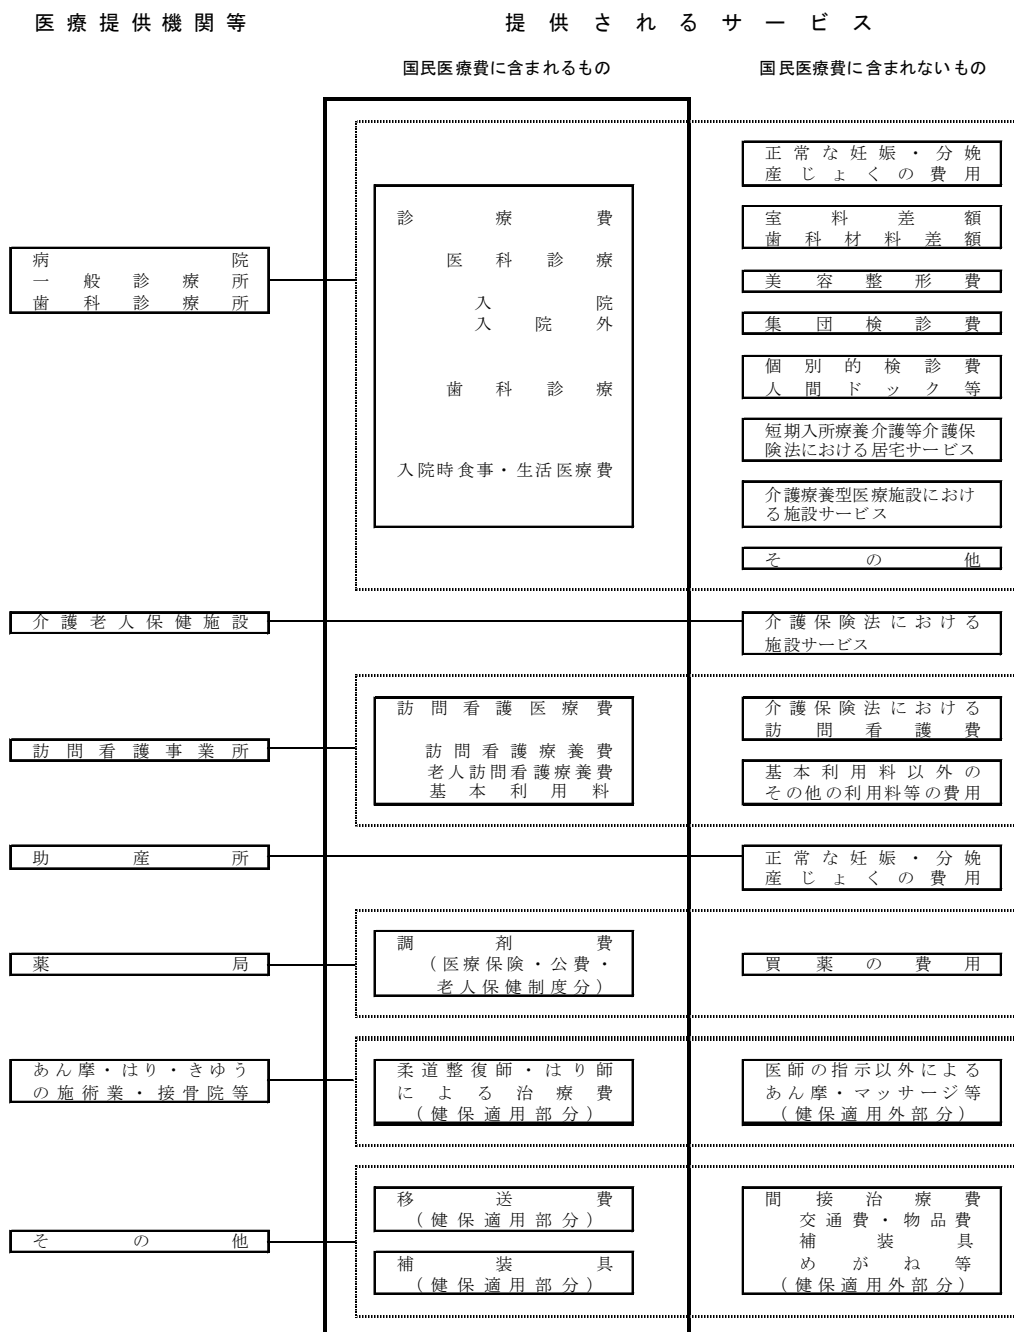 医療提供機関等
提供されるサービス
国民医療費に含まれるもの
国民医療費に含まれないもの
病院
一般診療所
歯科診療所
診療費
医科診療
入院
入院外
歯科診療
入院時食事・生活医療費
正常な妊娠・分娩
産じょくの費用
室料差額
歯科材料差額
美容整形費
集団検診費
個別的検診費
人間ドック等
短期入所療養介護等介護保
険法における居宅サービス
介護療養型医療施設におけ
る施設サービス
その他
介護老人保健施設
介護保険法における
施設サービス
訪問看護事業所
訪問看護医療費
訪問看護療養費
老人訪問看護療養費
基本利用料
介護保険法における
訪問看護費
基本利用料以外の
その他の利用料等の費用
助産所
正常な妊娠・分娩
産じょくの費用
薬局
調剤費
（医療保険・公費・
老人保健制度分）
買薬の費用
あん摩・はり・きゆう
の施術業・接骨院等
柔道整復師・はり師
による治療費
（健保適用部分）
医師の指示以外による
あん摩・マッサージ等
（健保適用外部分）
その他
移送費
（健保適用部分）
補装具
（健保適用部分）
間接治療費
交通費・物品費
補装具
めがね等
（健保適用外部分）